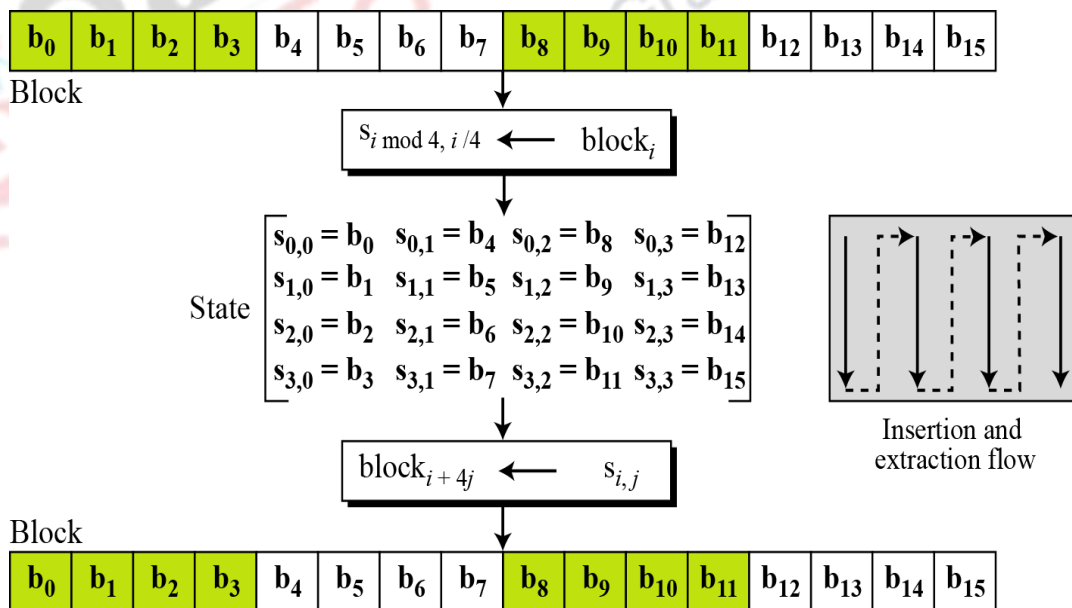 b₀ b₁ b₂ b₃ b₄ b₅ b₆ b₇ b₈ b₉ b₁₀ b₁₁ b₁₂ b₁₃ b₁₄ b₁₅
Block
s_{i mod 4, i/4} ← block_i
s₀,₀ = b₀ s₀,₁ = b₄ s₀,₂ = b₈ s₀,₃ = b₁₂
s₁,₀ = b₁ s₁,₁ = b₅ s₁,₂ = b₉ s₁,₃ = b₁₃
State
s₂,₀ = b₂ s₂,₁ = b₆ s₂,₂ = b₁₀ s₂,₃ = b₁₄
s₃,₀ = b₃ s₃,₁ = b₇ s₃,₂ = b₁₁ s₃,₃ = b₁₅
Insertion and
extraction flow
block_{i + 4j} ← s_{i, j}
Block
b₀ b₁ b₂ b₃ b₄ b₅ b₆ b₇ b₈ b₉ b₁₀ b₁₁ b₁₂ b₁₃ b₁₄ b₁₅